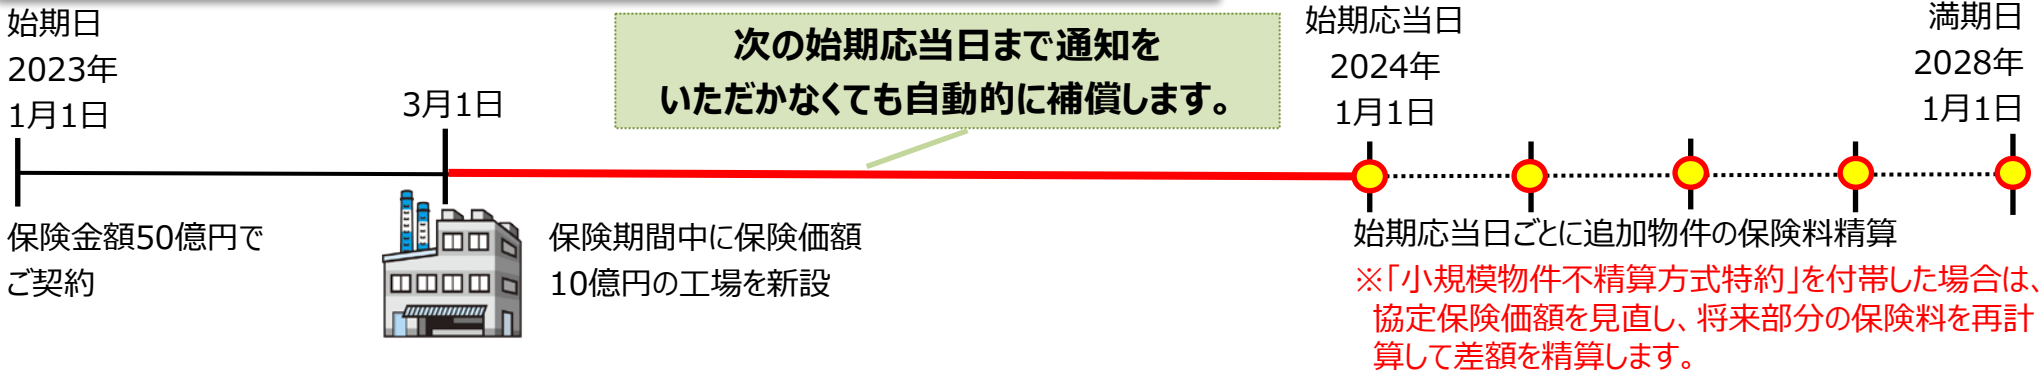 始期日
2023年
1月1日
3月1日
次の始期応当日まで通知を
いただかなくても自動的に補償します。
始期応当日
2024年
1月1日
満期日
2028年
1月1日
保険金額50億円で
ご契約
保険期間中に保険価額
10億円の工場を新設
始期応当日ごとに追加物件の保険料精算
※「小規模物件不精算方式特約」を付帯した場合は、
協定保険価額を見直し、将来部分の保険料を再計
算して差額を精算します。